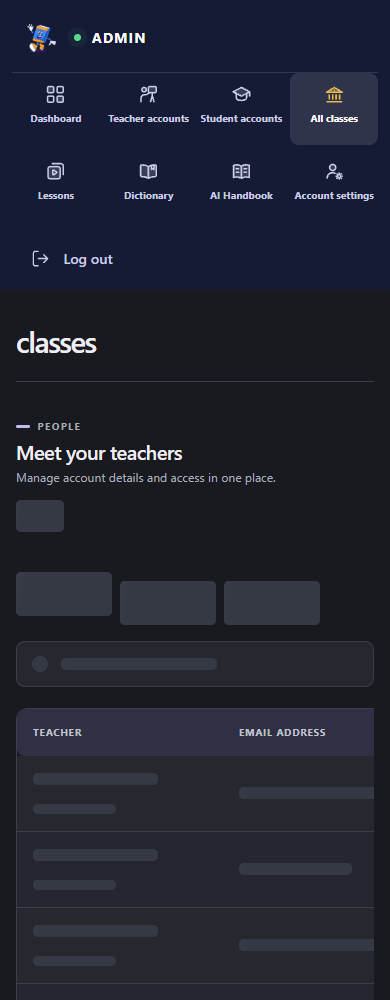 ADMIN
Dashboard
Teacher accounts
Student accounts
All classes
Lessons
Dictionary
AI Handbook
Account settings
Log out
classes
PEOPLE
Meet your teachers
Manage account details and access in one place.
TEACHER EMAIL ADDRESS